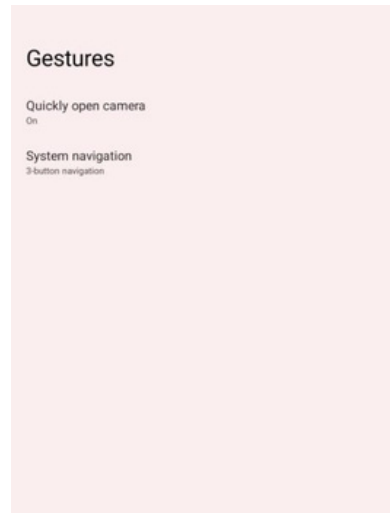 Gestures
Quickly open camera
On
System navigation
3-button navigation